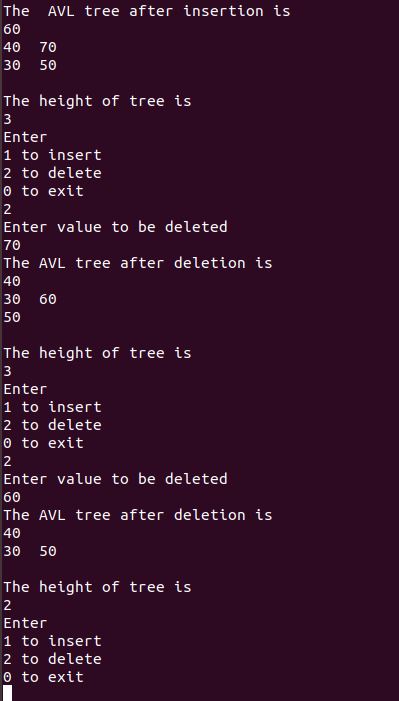 The  AVL tree after insertion is
60
40  70
30  50
The height of tree is
3
Enter
1 to insert
2 to delete
0 to exit
2
Enter value to be deleted
70
The AVL tree after deletion is
40
30  60
50
The height of tree is
3
Enter
1 to insert
2 to delete
0 to exit
2
Enter value to be deleted
60
The AVL tree after deletion is
40
30  50
The height of tree is
2
Enter
1 to insert
2 to delete
0 to exit